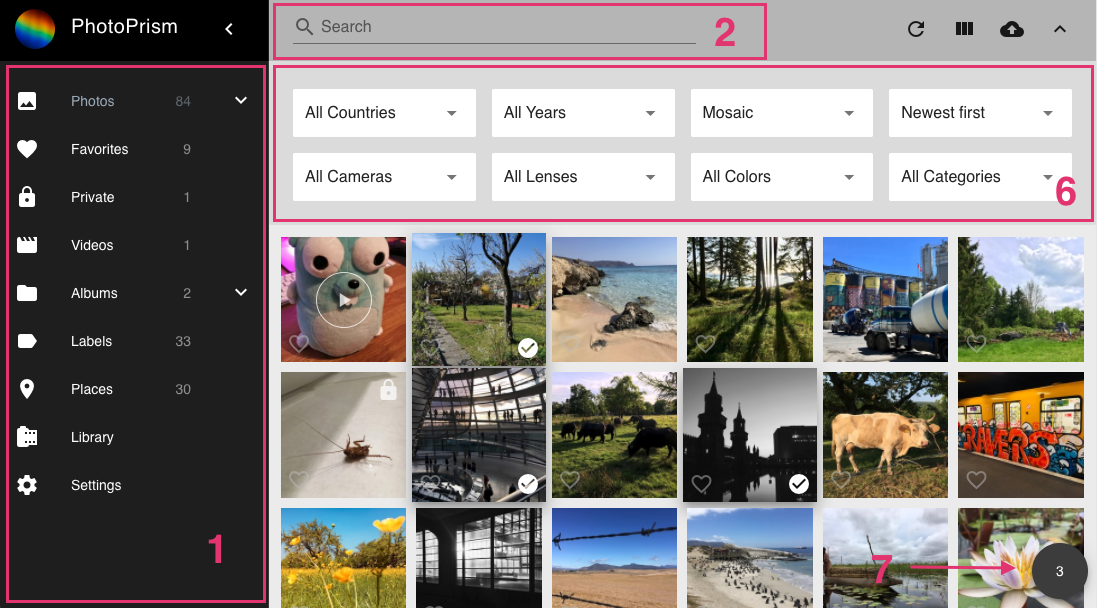 PhotoPrism
Search
2
Photos 84
Favorites 9
Private 1
Videos 1
Albums 2
Labels 33
Places 30
Library
Settings
1
All Countries
All Years
Mosaic
Newest first
All Cameras
All Lenses
All Colors
All Categories
6
RAVERS
7
3